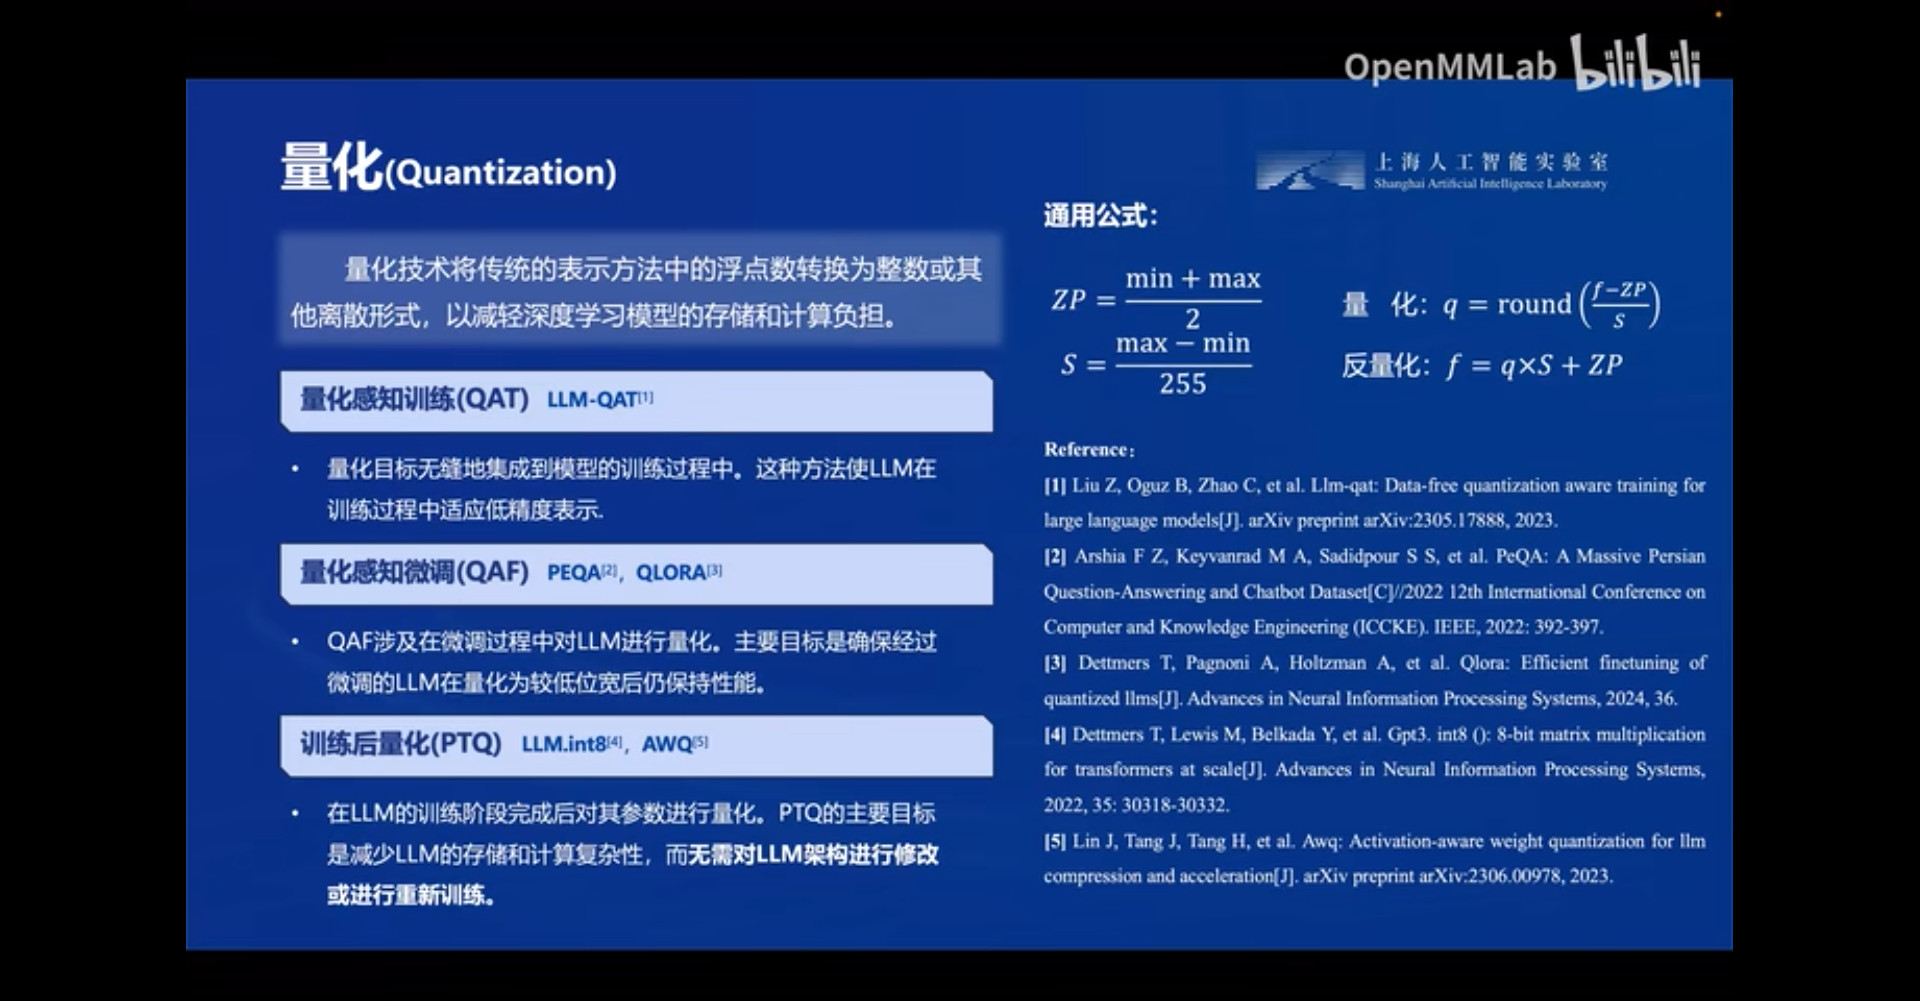 OpenMMLab bilibili
量化(Quantization)
上海人工智能实验室
Shanghai Artificial Intelligence Laboratory
量化技术将传统的表示方法中的浮点数转换为整数或其
他离散形式，以减轻深度学习模型的存储和计算负担。
量化感知训练(QAT) LLM-QAT[1]
• 量化目标无缝地集成到模型的训练过程中。这种方法使LLM在
训练过程中适应低精度表示.
量化感知微调(QAF) PEQA[2]，QLORA[3]
• QAF涉及在微调过程中对LLM进行量化。主要目标是确保经过
微调的LLM在量化为较低位宽后仍保持性能。
训练后量化(PTQ) LLM.int8[4]，AWQ[5]
• 在LLM的训练阶段完成后对其参数进行量化。PTQ的主要目标
是减少LLM的存储和计算复杂性，而无需对LLM架构进行修改
或进行重新训练。
通用公式：
ZP = (min + max) / 2
S = (max − min) / 255
量 化：q = round((f−ZP)/S)
反量化：f = q×S + ZP
Reference：
[1] Liu Z, Oguz B, Zhao C, et al. Llm-qat: Data-free quantization aware training for
large language models[J]. arXiv preprint arXiv:2305.17888, 2023.
[2] Arshia F Z, Keyvanrad M A, Sadidpour S S, et al. PeQA: A Massive Persian
Question-Answering and Chatbot Dataset[C]//2022 12th International Conference on
Computer and Knowledge Engineering (ICCKE). IEEE, 2022: 392-397.
[3] Dettmers T, Pagnoni A, Holtzman A, et al. Qlora: Efficient finetuning of
quantized llms[J]. Advances in Neural Information Processing Systems, 2024, 36.
[4] Dettmers T, Lewis M, Belkada Y, et al. Gpt3. int8 (): 8-bit matrix multiplication
for transformers at scale[J]. Advances in Neural Information Processing Systems,
2022, 35: 30318-30332.
[5] Lin J, Tang J, Tang H, et al. Awq: Activation-aware weight quantization for llm
compression and acceleration[J]. arXiv preprint arXiv:2306.00978, 2023.